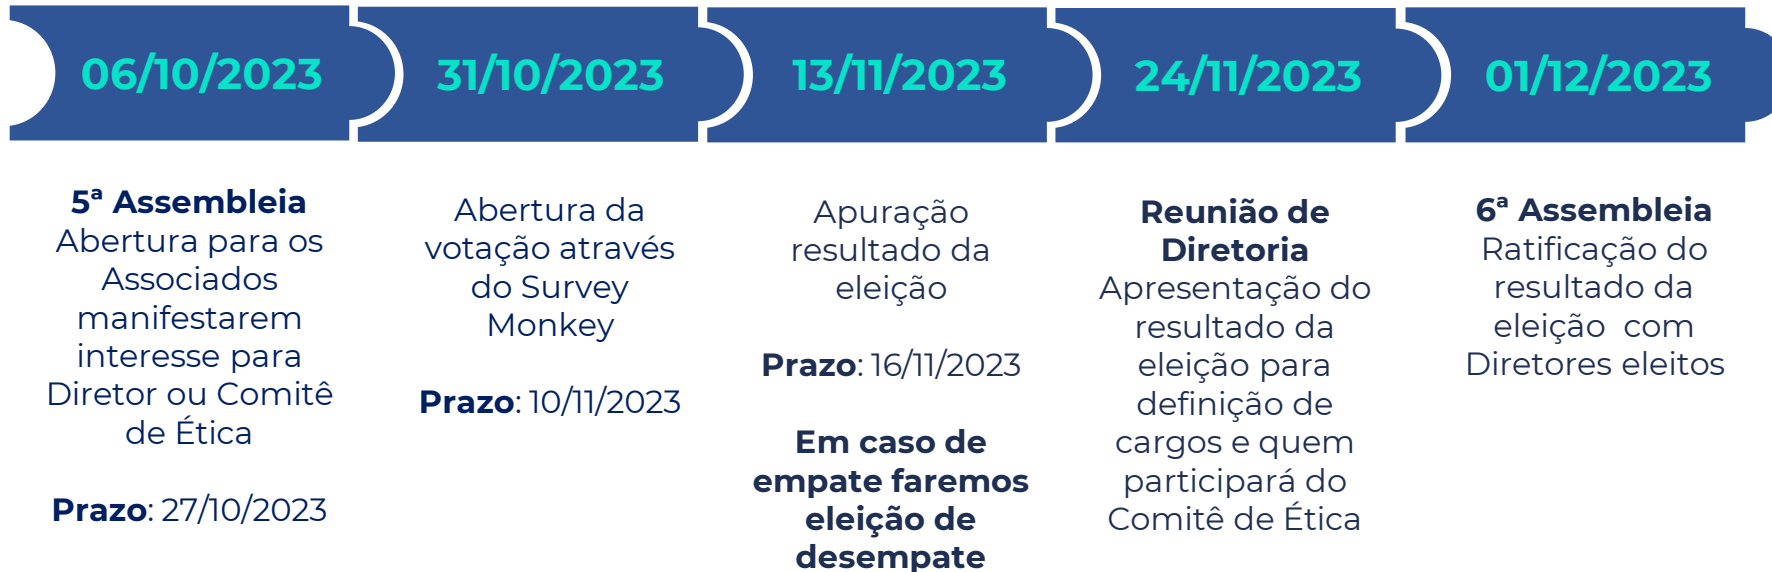 06/10/2023
5ª Assembleia
Abertura para os
Associados
manifestarem
interesse para
Diretor ou Comitê
de Ética
Prazo: 27/10/2023
31/10/2023
Abertura da
votação através
do Survey
Monkey
Prazo: 10/11/2023
13/11/2023
Apuração
resultado da
eleição
Prazo: 16/11/2023
Em caso de
empate faremos
eleição de
desempate
24/11/2023
Reunião de
Diretoria
Apresentação do
resultado da
eleição para
definição de
cargos e quem
participará do
Comitê de Ética
01/12/2023
6ª Assembleia
Ratificação do
resultado da
eleição com
Diretores eleitos